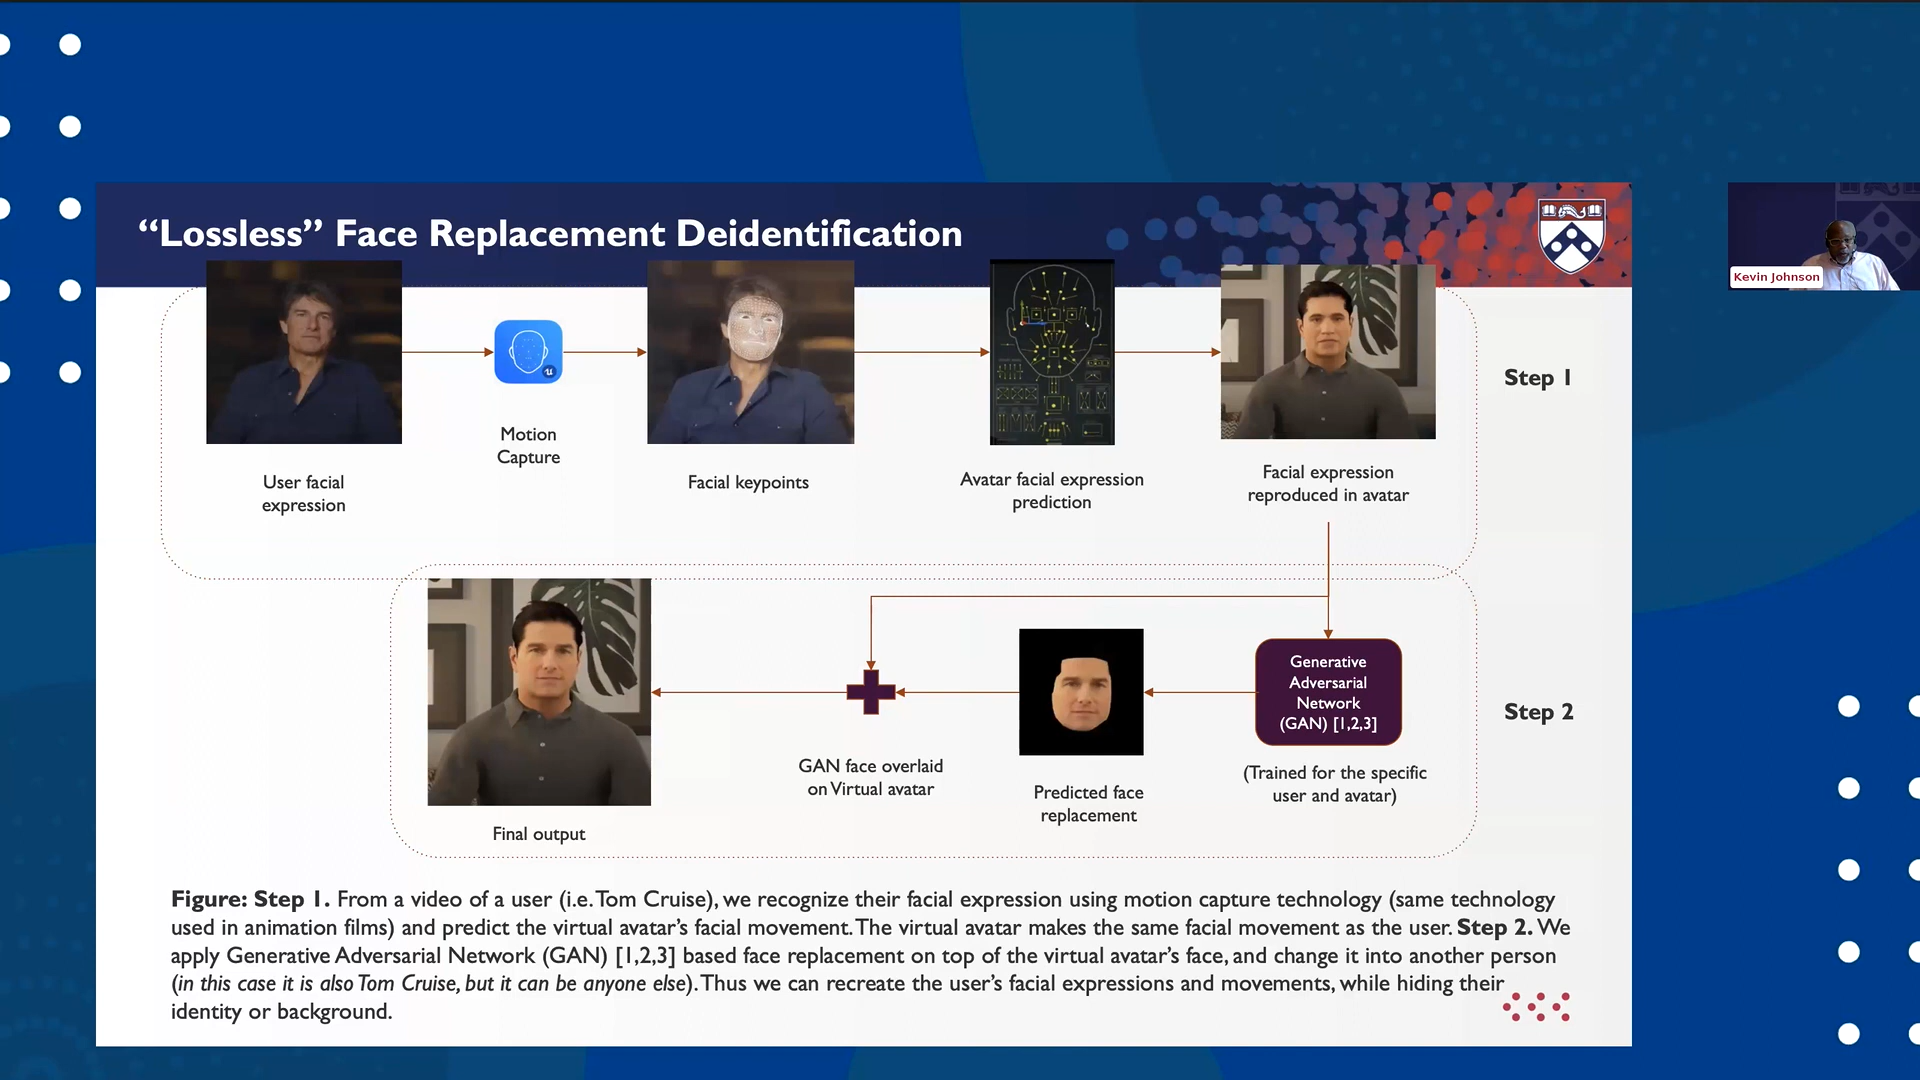 “Lossless” Face Replacement Deidentification
Kevin Johnson
User facial
expression
Motion
Capture
Facial keypoints
Avatar facial expression
prediction
Facial expression
reproduced in avatar
Step 1
Generative
Adversarial
Network
(GAN) [1,2,3]
(Trained for the specific
user and avatar)
Predicted face
replacement
GAN face overlaid
on Virtual avatar
Final output
Step 2
Figure: Step 1. From a video of a user (i.e. Tom Cruise), we recognize their facial expression using motion capture technology (same technology
used in animation films) and predict the virtual avatar’s facial movement. The virtual avatar makes the same facial movement as the user. Step 2. We
apply Generative Adversarial Network (GAN) [1,2,3] based face replacement on top of the virtual avatar’s face, and change it into another person
(in this case it is also Tom Cruise, but it can be anyone else). Thus we can recreate the user’s facial expressions and movements, while hiding their
identity or background.